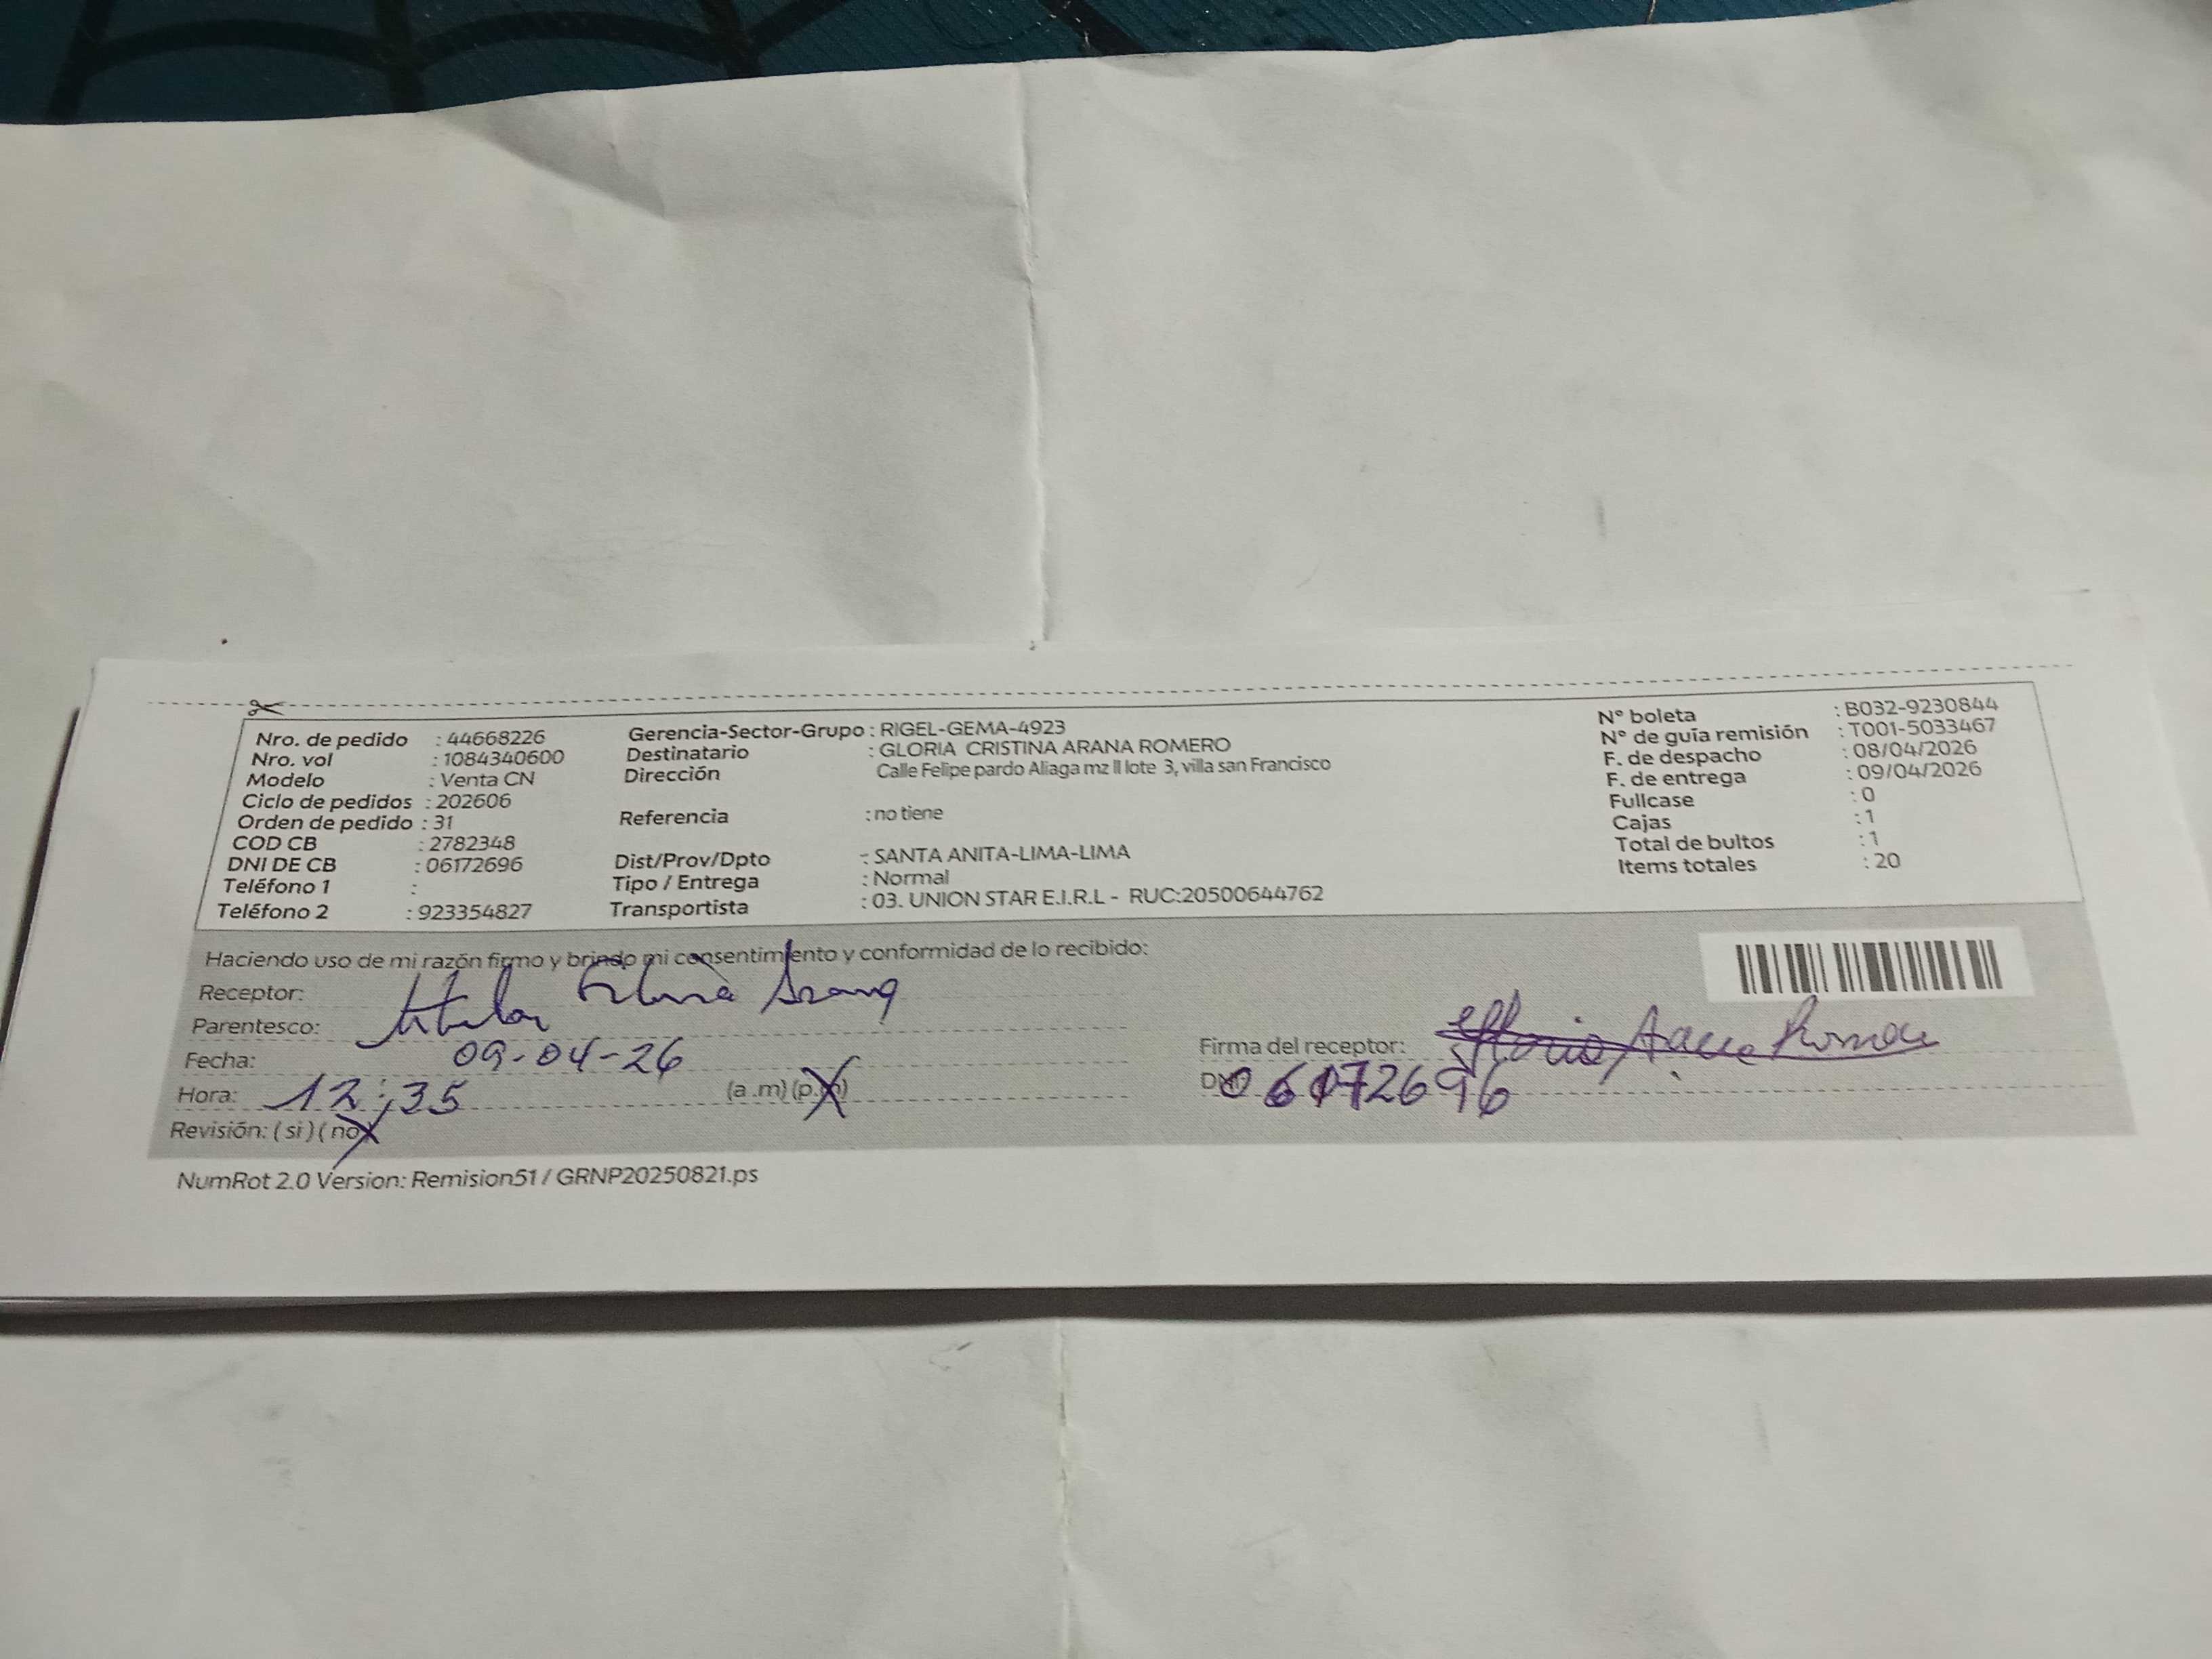 Nro. de pedido : 44668226
Nro. vol : 1084340600
Modelo : Venta CN
Ciclo de pedidos : 202606
Orden de pedido : 31
COD CB : 2782348
DNI DE CB : 06172696
Teléfono 1 :
Teléfono 2 : 923354827
Gerencia-Sector-Grupo : RIGEL-GEMA-4923
Destinatario : GLORIA CRISTINA ARANA ROMERO
Dirección Calle Felipe pardo Aliaga mz ll lote 3, villa san Francisco
Referencia : no tiene
Dist/Prov/Dpto : SANTA ANITA-LIMA-LIMA
Tipo / Entrega : Normal
Transportista : 03. UNION STAR E.I.R.L - RUC:20500644762
N° boleta : B032-9230844
N° de guía remisión : T001-5033467
F. de despacho : 08/04/2026
F. de entrega : 09/04/2026
Fullcase : 0
Cajas : 1
Total de bultos : 1
Items totales : 20
Haciendo uso de mi razón firmo y brindo mi consentimiento y conformidad de lo recibido:
Receptor: Arana
Parentesco: titular
Fecha: 09-04-26
Hora: 12:35 (a.m) (p.m)
Revisión: ( si ) ( no )
Firma del receptor:
DNI 06172696
NumRot 2.0 Version: Remision51 / GRNP20250821.ps